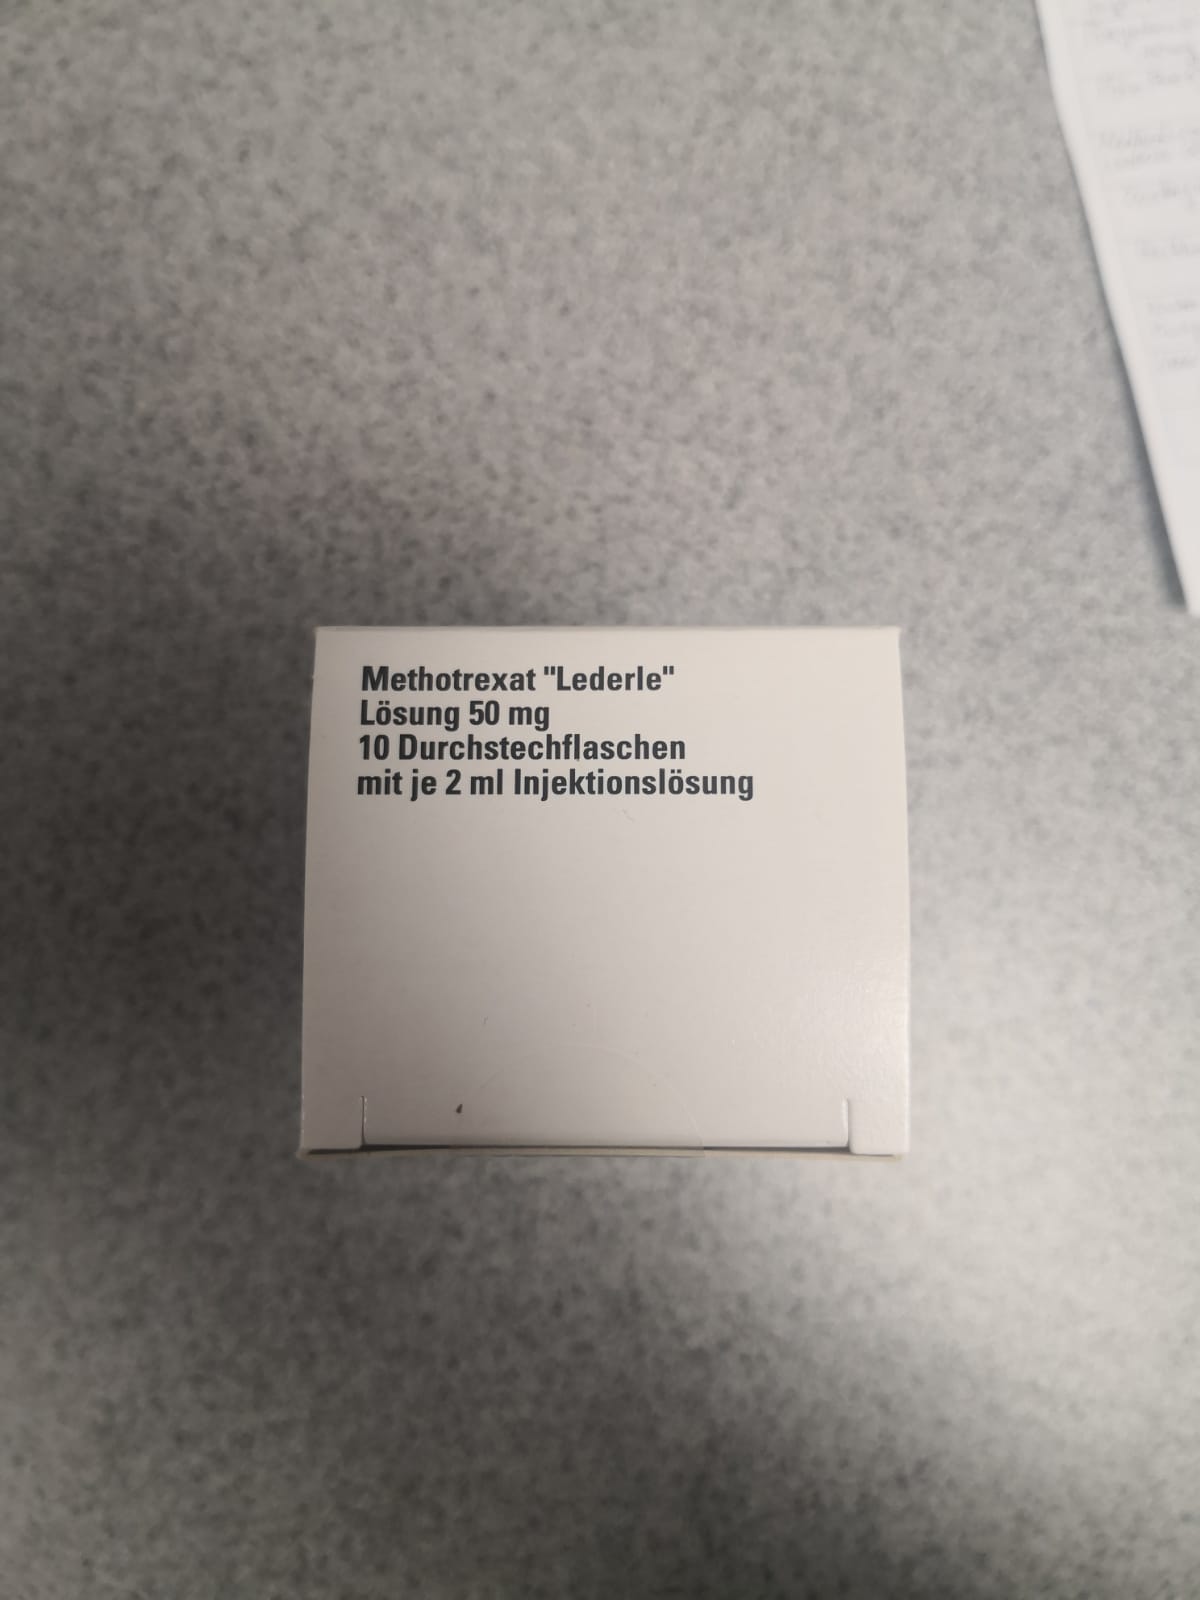 Methotrexat "Lederle"
Lösung 50 mg
10 Durchstechflaschen
mit je 2 ml Injektionslösung